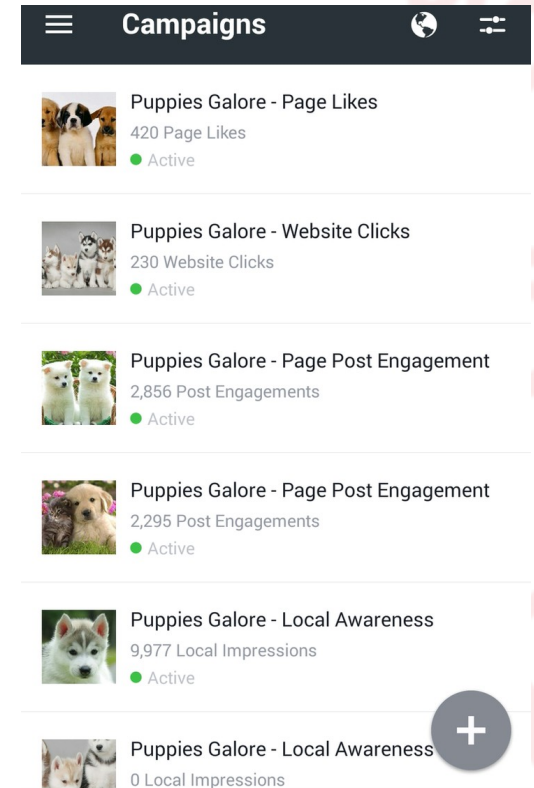 Campaigns
Puppies Galore - Page Likes
420 Page Likes
Active
Puppies Galore - Website Clicks
230 Website Clicks
Active
Puppies Galore - Page Post Engagement
2,856 Post Engagements
Active
Puppies Galore - Page Post Engagement
2,295 Post Engagements
Active
Puppies Galore - Local Awareness
9,977 Local Impressions
Active
Puppies Galore - Local Awareness
0 Local Impressions